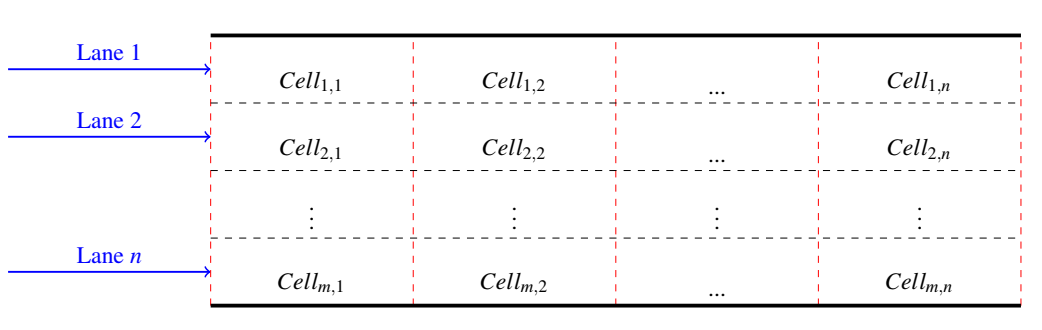 Lane 1
Cell1,1 Cell1,2 ... Cell1,n
Lane 2
Cell2,1 Cell2,2 ... Cell2,n
⋮ ⋮ ⋮ ⋮
Lane n
Cellm,1 Cellm,2 ... Cellm,n